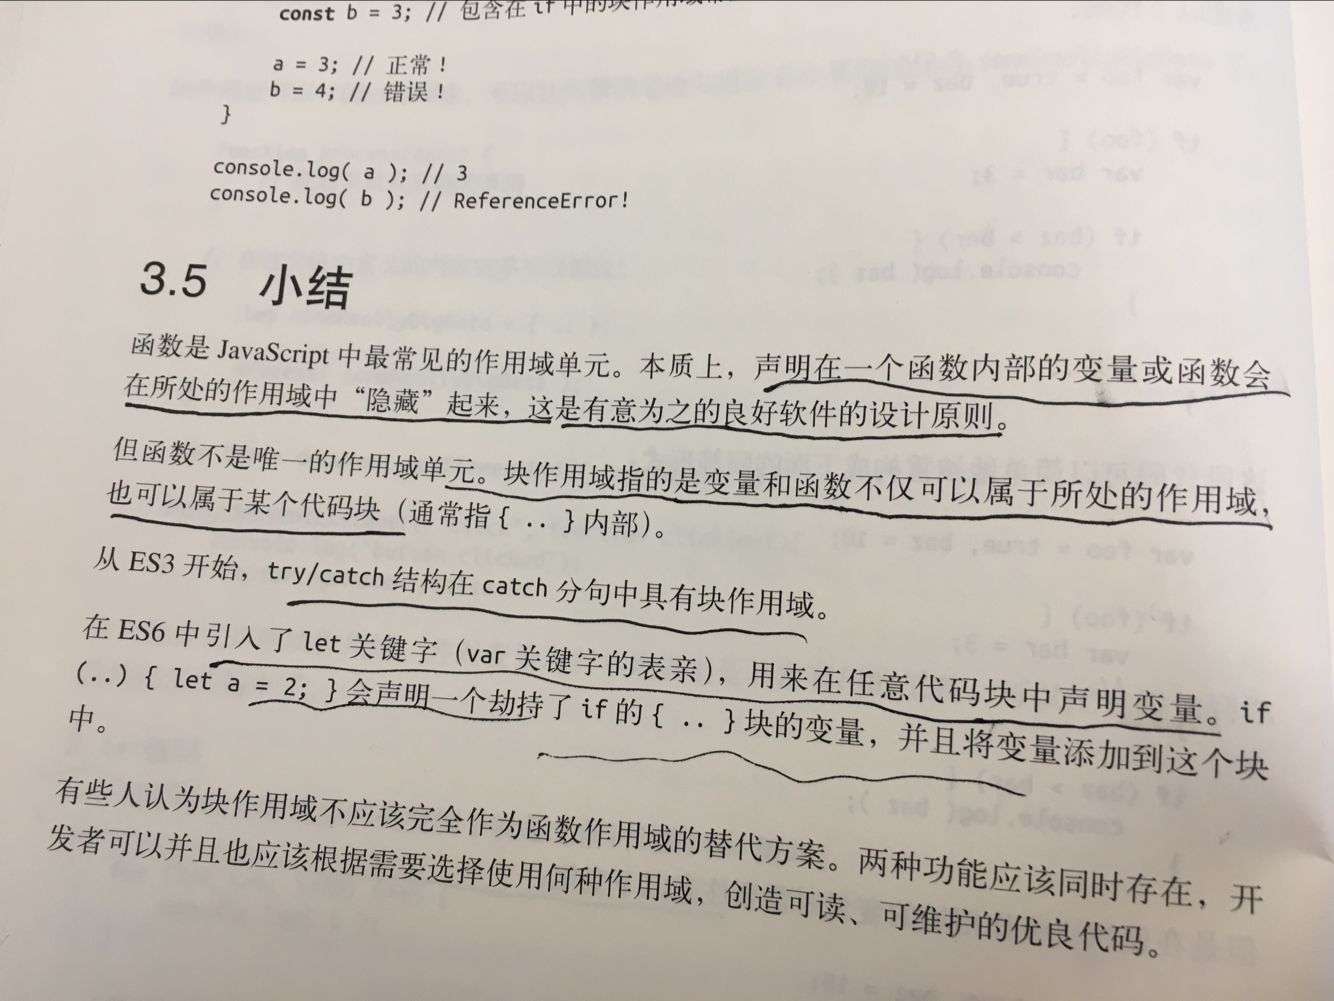 const b = 3; // 包含在 if 中的块作用域
a = 3; // 正常！
b = 4; // 错误！
}
console.log( a ); // 3
console.log( b ); // ReferenceError!
3.5 小结
函数是 JavaScript 中最常见的作用域单元。本质上，声明在一个函数内部的变量或函数会
在所处的作用域中“隐藏”起来，这是有意为之的良好软件的设计原则。
但函数不是唯一的作用域单元。块作用域指的是变量和函数不仅可以属于所处的作用域，
也可以属于某个代码块（通常指 { .. } 内部）。
从 ES3 开始，try/catch 结构在 catch 分句中具有块作用域。
在 ES6 中引入了 let 关键字（var 关键字的表亲），用来在任意代码块中声明变量。if
(..) { let a = 2; } 会声明一个劫持了 if 的 { .. } 块的变量，并且将变量添加到这个块
中。
有些人认为块作用域不应该完全作为函数作用域的替代方案。两种功能应该同时存在，开
发者可以并且也应该根据需要选择使用何种作用域，创造可读、可维护的优良代码。